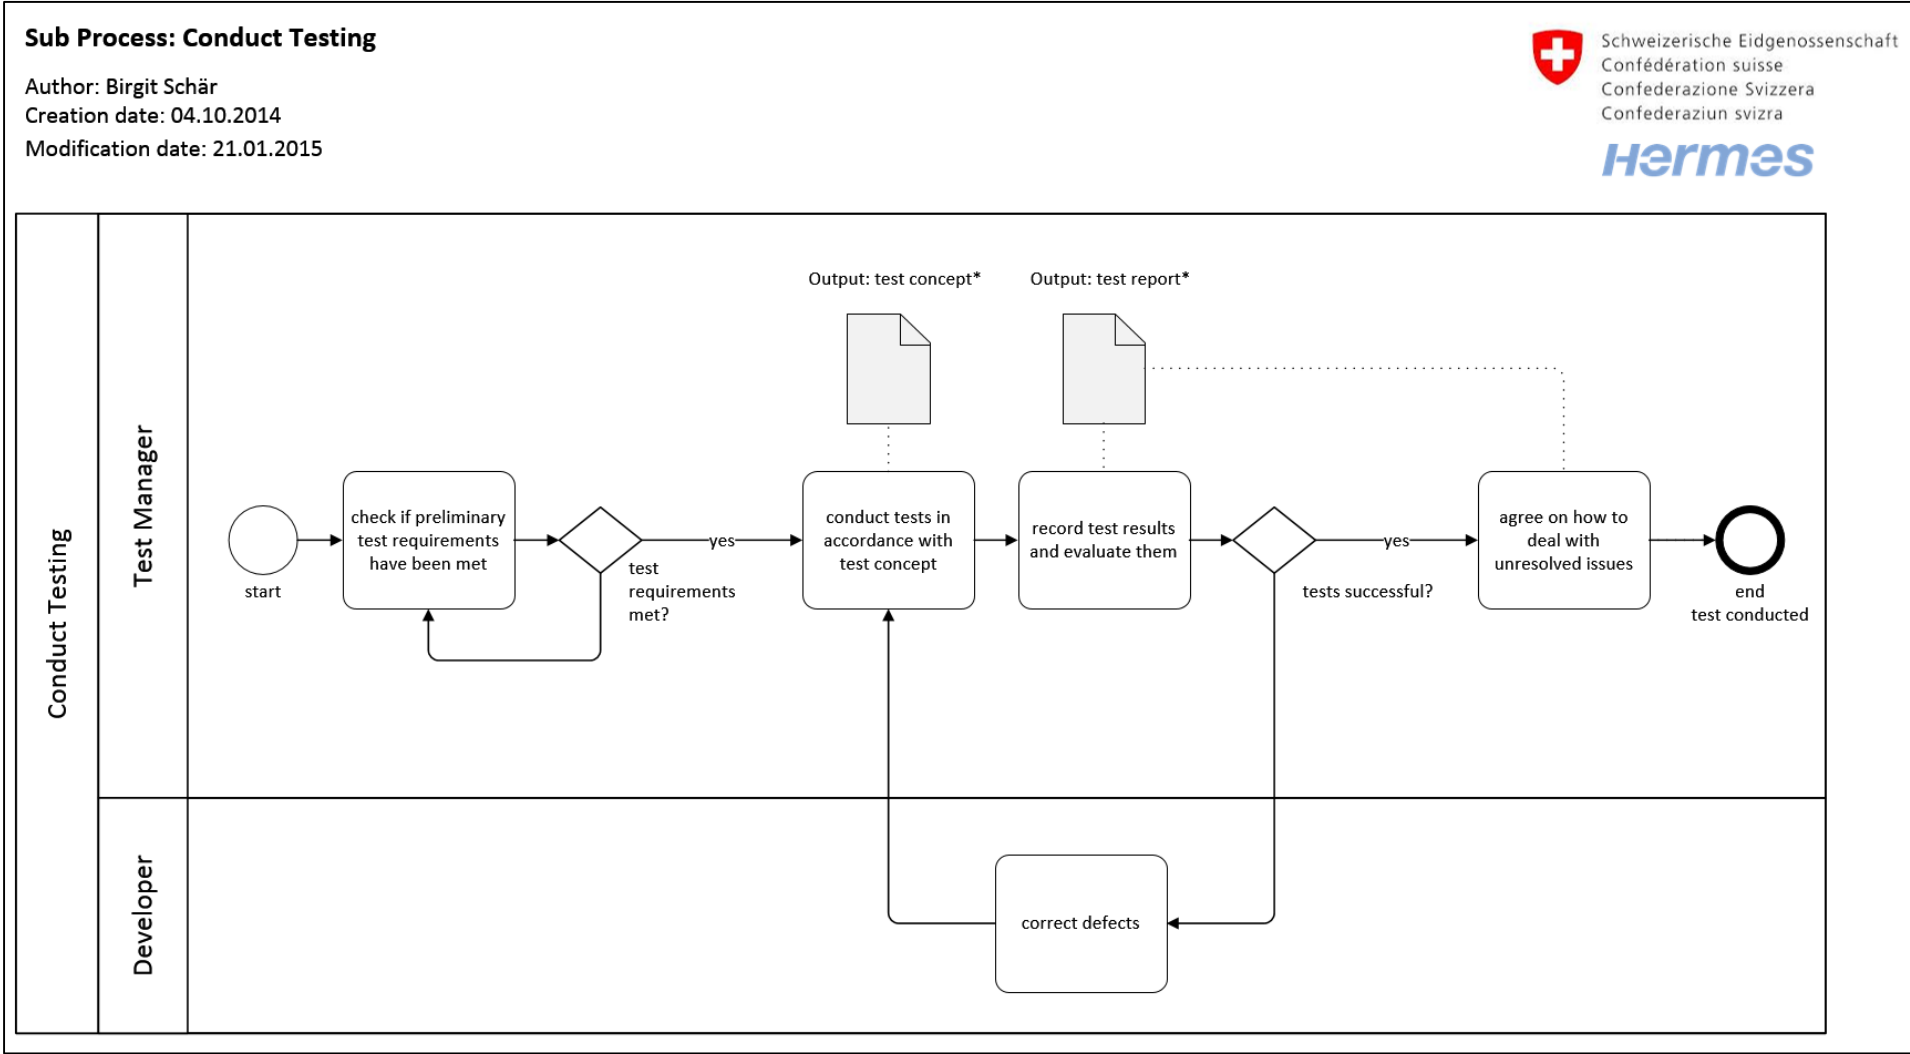 Sub Process: Conduct Testing
Author: Birgit Schär
Creation date: 04.10.2014
Modification date: 21.01.2015
Schweizerische Eidgenossenschaft
Confédération suisse
Confederazione Svizzera
Confederaziun svizra
Hermes
Conduct Testing
Test Manager
Output: test concept*
Output: test report*
start
check if preliminary
test requirements
have been met
yes
test
requirements
met?
conduct tests in
accordance with
test concept
record test results
and evaluate them
yes
tests successful?
agree on how to
deal with
unresolved issues
end
test conducted
Developer
correct defects